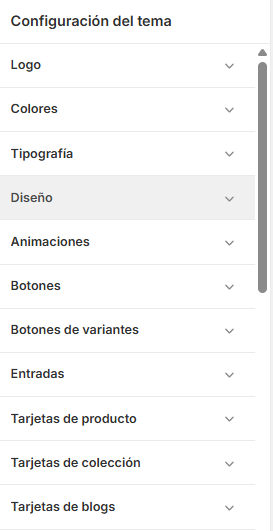 Configuración del tema
Logo
Colores
Tipografía
Diseño
Animaciones
Botones
Botones de variantes
Entradas
Tarjetas de producto
Tarjetas de colección
Tarjetas de blogs